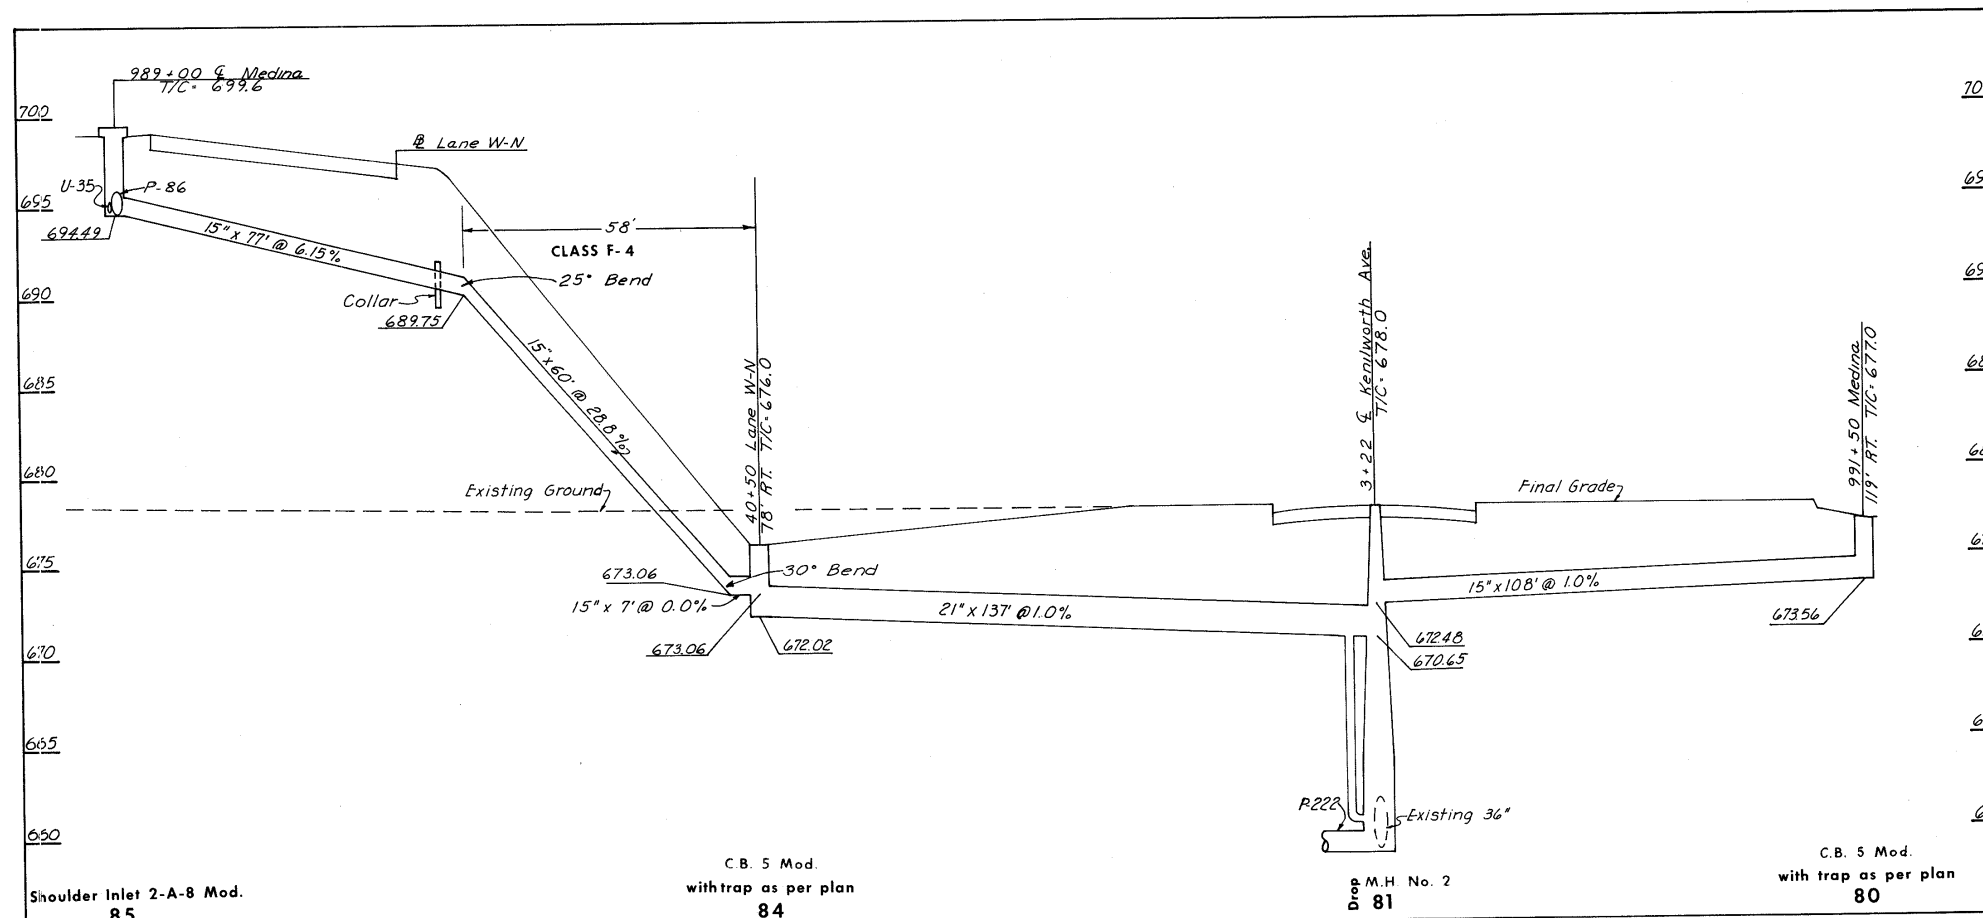 989+00 ℄ Medina
T/C= 699.6
700
695
690
685
680
675
670
665
660
U-35
P-86
694.49
15" x 77' @ 6.15%
℞ Lane W-N
58'
CLASS F-4
25° Bend
Collar
689.75
15" x 60' @ 28.8%
Existing Ground
40+50 Lane W-N
78' RT. T/C=676.0
673.06
30° Bend
15" x 7' @ 0.0%
673.06
672.02
21" x 137' @ 1.0%
3+22 ℄ Kenilworth Ave.
T/C= 678.0
Final Grade
991+50 Medina
119' RT. T/C=677.0
15" x 108' @ 1.0%
673.56
672.48
670.65
P-222
Existing 36"
Shoulder Inlet 2-A-8 Mod.
85
C.B. 5 Mod.
with trap as per plan
84
Drop M.H. No. 2
81
C.B. 5 Mod.
with trap as per plan
80